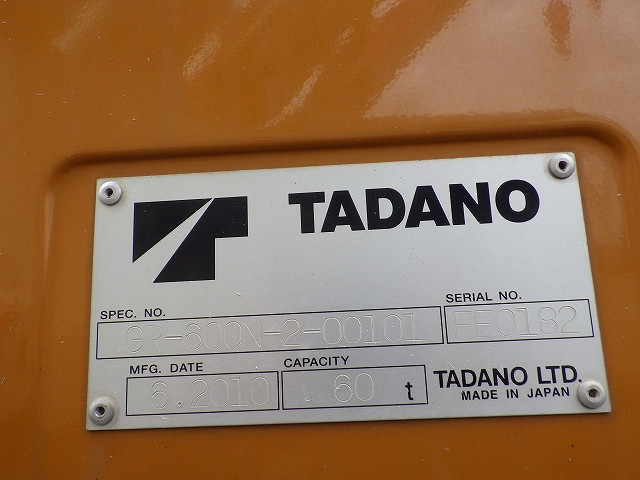 TADANO
SPEC. NO.
GR-600N-2-00101
SERIAL NO.
FE0182
MFG. DATE
6.2010
CAPACITY
60 t
TADANO LTD.
MADE IN JAPAN